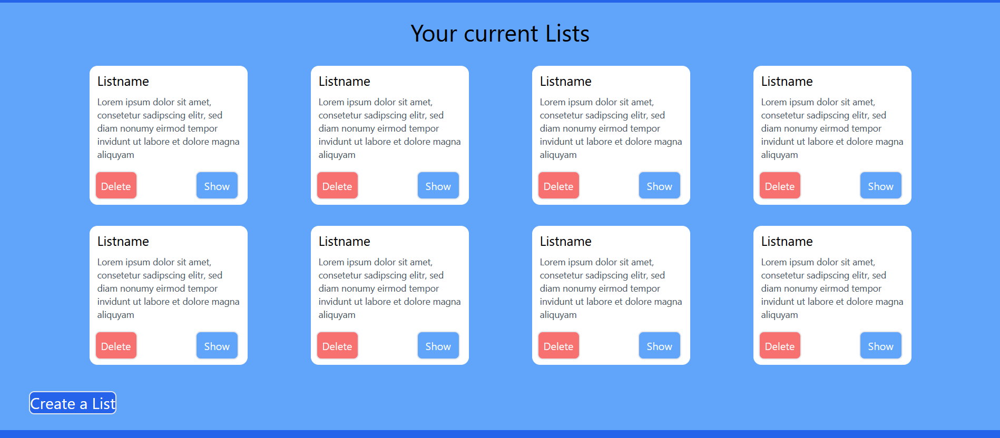 Your current Lists
Listname
Lorem ipsum dolor sit amet,
consetetur sadipscing elitr, sed
diam nonumy eirmod tempor
invidunt ut labore et dolore magna
aliquyam
Delete
Show
Listname
Lorem ipsum dolor sit amet,
consetetur sadipscing elitr, sed
diam nonumy eirmod tempor
invidunt ut labore et dolore magna
aliquyam
Delete
Show
Listname
Lorem ipsum dolor sit amet,
consetetur sadipscing elitr, sed
diam nonumy eirmod tempor
invidunt ut labore et dolore magna
aliquyam
Delete
Show
Listname
Lorem ipsum dolor sit amet,
consetetur sadipscing elitr, sed
diam nonumy eirmod tempor
invidunt ut labore et dolore magna
aliquyam
Delete
Show
Listname
Lorem ipsum dolor sit amet,
consetetur sadipscing elitr, sed
diam nonumy eirmod tempor
invidunt ut labore et dolore magna
aliquyam
Delete
Show
Listname
Lorem ipsum dolor sit amet,
consetetur sadipscing elitr, sed
diam nonumy eirmod tempor
invidunt ut labore et dolore magna
aliquyam
Delete
Show
Listname
Lorem ipsum dolor sit amet,
consetetur sadipscing elitr, sed
diam nonumy eirmod tempor
invidunt ut labore et dolore magna
aliquyam
Delete
Show
Listname
Lorem ipsum dolor sit amet,
consetetur sadipscing elitr, sed
diam nonumy eirmod tempor
invidunt ut labore et dolore magna
aliquyam
Delete
Show
Create a List